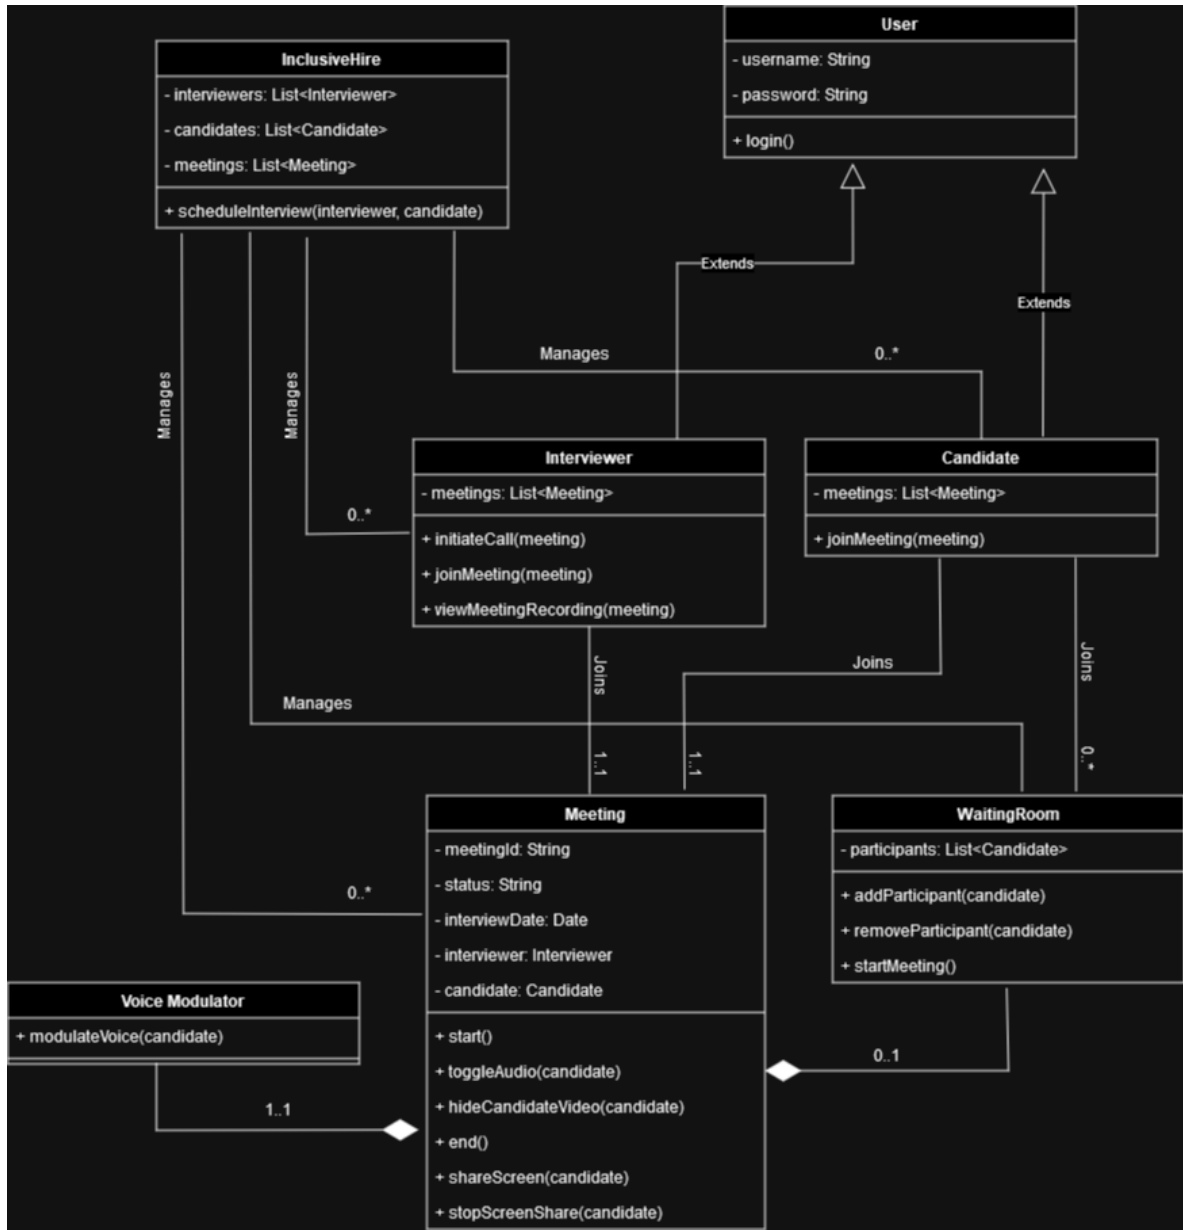 User
- username: String
- password: String
+ login()
InclusiveHire
- interviewers: List<Interviewer>
- candidates: List<Candidate>
- meetings: List<Meeting>
+ scheduleInterview(interviewer, candidate)
Extends
Extends
Manages
0..*
Manages
Manages
Interviewer
- meetings: List<Meeting>
+ initiateCall(meeting)
+ joinMeeting(meeting)
+ viewMeetingRecording(meeting)
0..*
Candidate
- meetings: List<Meeting>
+ joinMeeting(meeting)
Joins
Joins
Joins
Manages
1..1
1..1
0..*
Meeting
- meetingId: String
- status: String
- interviewDate: Date
- interviewer: Interviewer
- candidate: Candidate
+ start()
+ toggleAudio(candidate)
+ hideCandidateVideo(candidate)
+ end()
+ shareScreen(candidate)
+ stopScreenShare(candidate)
0..*
WaitingRoom
- participants: List<Candidate>
+ addParticipant(candidate)
+ removeParticipant(candidate)
+ startMeeting()
0..1
Voice Modulator
+ modulateVoice(candidate)
1..1